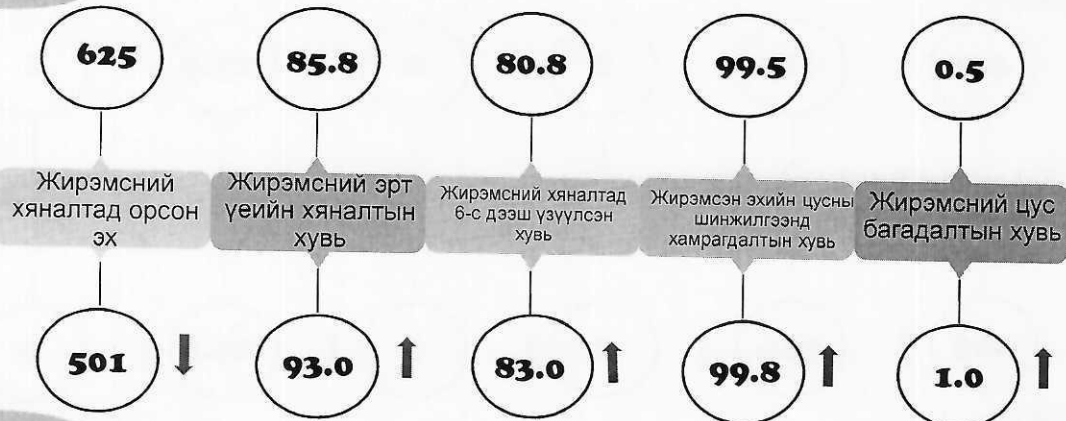 625
85.8
80.8
99.5
0.5
Жирэмсний
хяналтад орсон
эх
Жирэмсний эрт
үеийн хяналтын
хувь
Жирэмсний хяналтад
6-с дээш үзүүлсэн
хувь
Жирэмсэн эхийн цусны
шинжилгээнд
хамрагдалтын хувь
Жирэмсний цус
багадалтын хувь
501
93.0
83.0
99.8
1.0